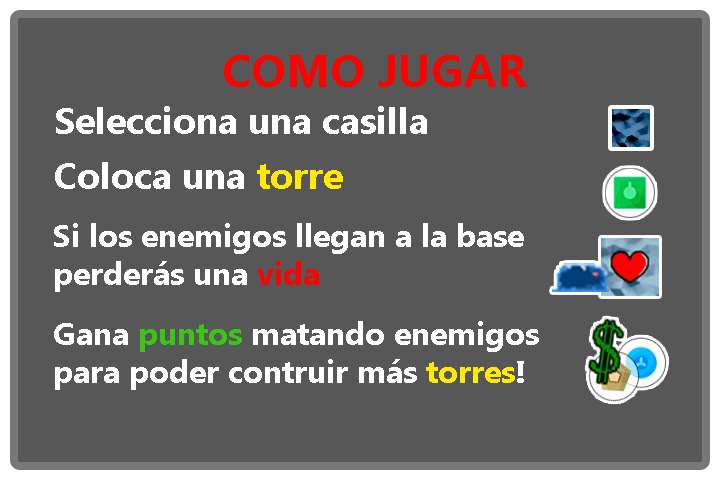 COMO JUGAR
Selecciona una casilla
Coloca una torre
Si los enemigos llegan a la base
perderás una vida
Gana puntos matando enemigos
para poder contruir más torres!